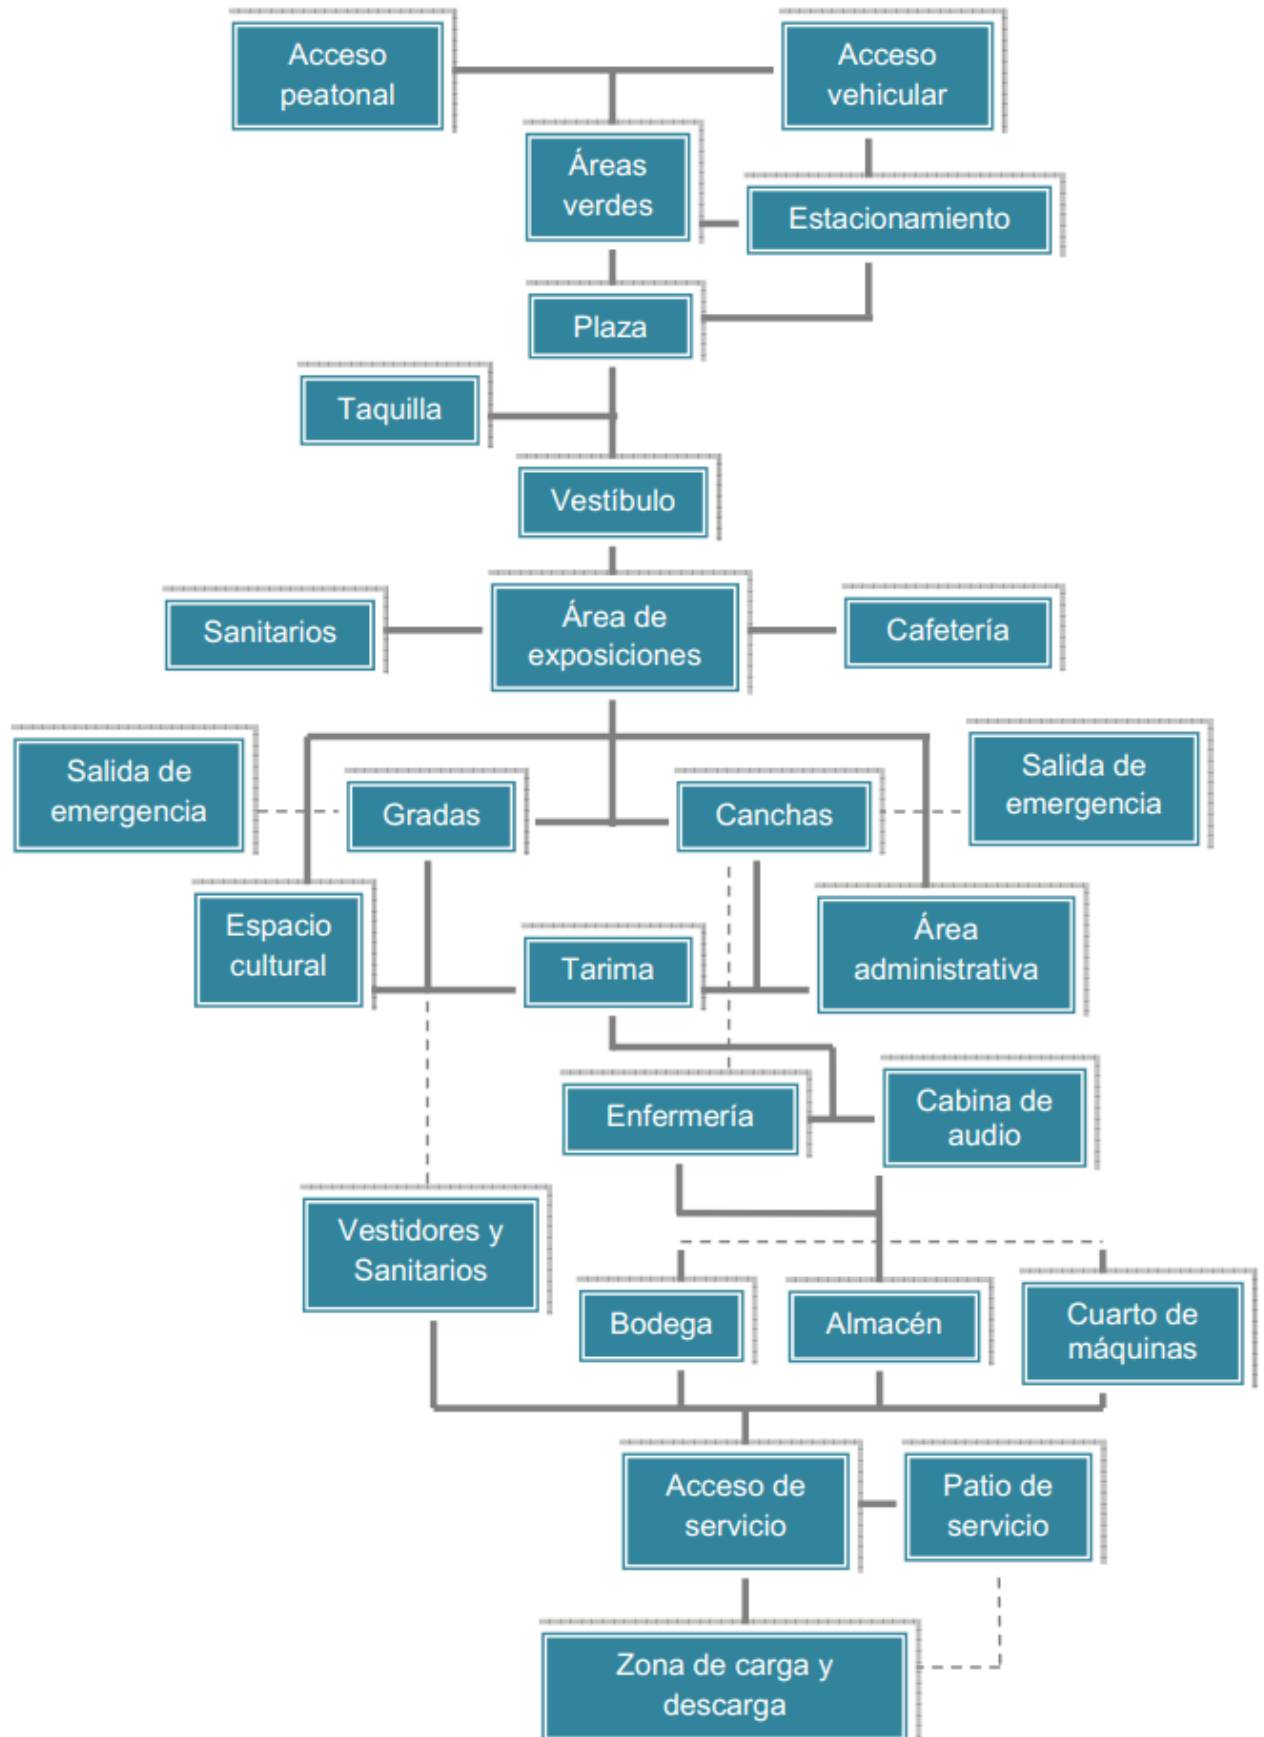 Acceso
peatonal
Acceso
vehicular
Áreas
verdes
Estacionamiento
Plaza
Taquilla
Vestíbulo
Sanitarios
Área de
exposiciones
Cafetería
Salida de
emergencia
Gradas
Canchas
Salida de
emergencia
Espacio
cultural
Tarima
Área
administrativa
Enfermería
Cabina de
audio
Vestidores y
Sanitarios
Bodega
Almacén
Cuarto de
máquinas
Acceso de
servicio
Patio de
servicio
Zona de carga y
descarga